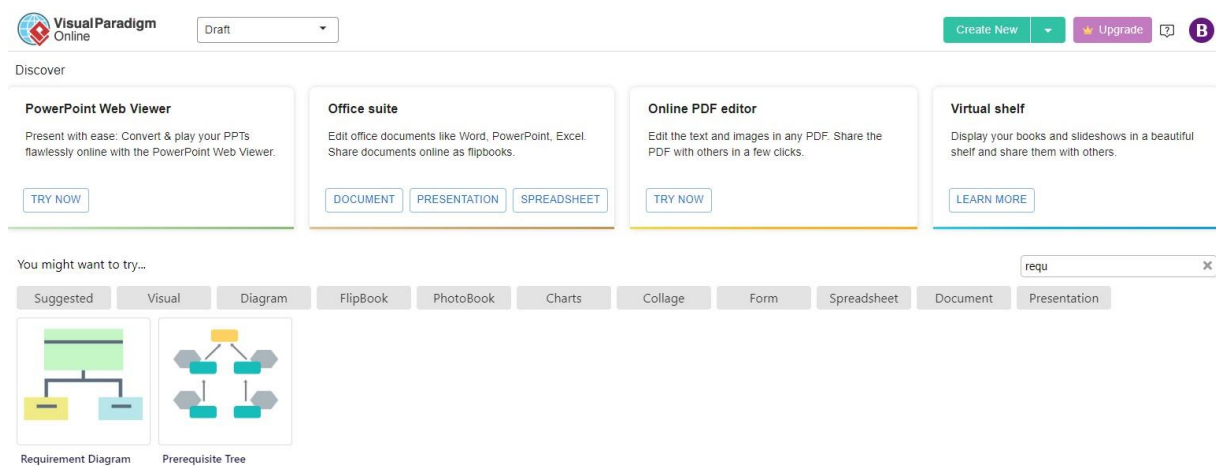 VisualParadigm
Online
Draft
Create New
Upgrade
?
B
Discover
PowerPoint Web Viewer
Present with ease: Convert & play your PPTs
flawlessly online with the PowerPoint Web Viewer.
TRY NOW
Office suite
Edit office documents like Word, PowerPoint, Excel.
Share documents online as flipbooks.
DOCUMENT
PRESENTATION
SPREADSHEET
Online PDF editor
Edit the text and images in any PDF. Share the
PDF with others in a few clicks.
TRY NOW
Virtual shelf
Display your books and slideshows in a beautiful
shelf and share them with others.
LEARN MORE
You might want to try...
requ
Suggested
Visual
Diagram
FlipBook
PhotoBook
Charts
Collage
Form
Spreadsheet
Document
Presentation
Requirement Diagram
Prerequisite Tree